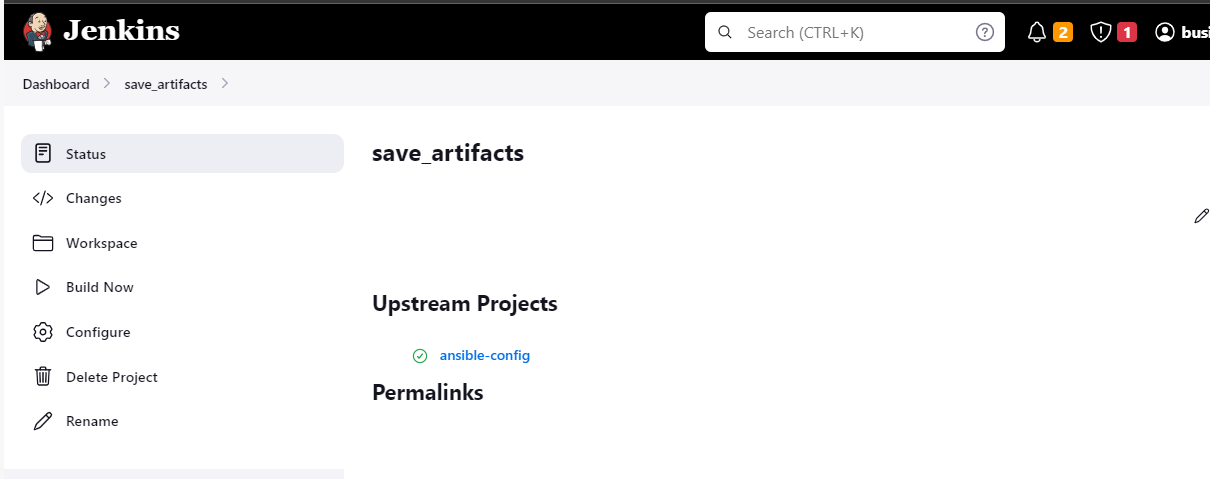 Jenkins
Search (CTRL+K)
?
2
1
Dashboard
save_artifacts
Status
Changes
Workspace
Build Now
Configure
Delete Project
Rename
save_artifacts
Upstream Projects
ansible-config
Permalinks